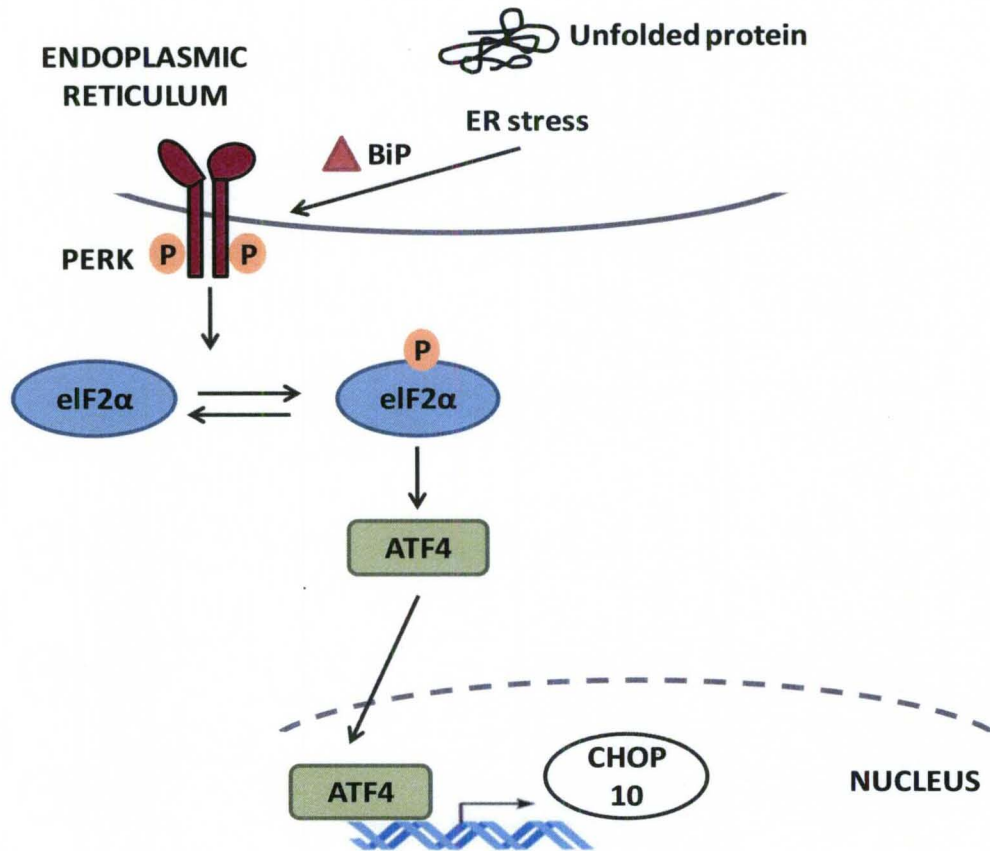 Unfolded protein
ENDOPLASMIC
RETICULUM
ER stress
BiP
PERK
P
P
P
eIF2α
eIF2α
ATF4
ATF4
CHOP
10
NUCLEUS